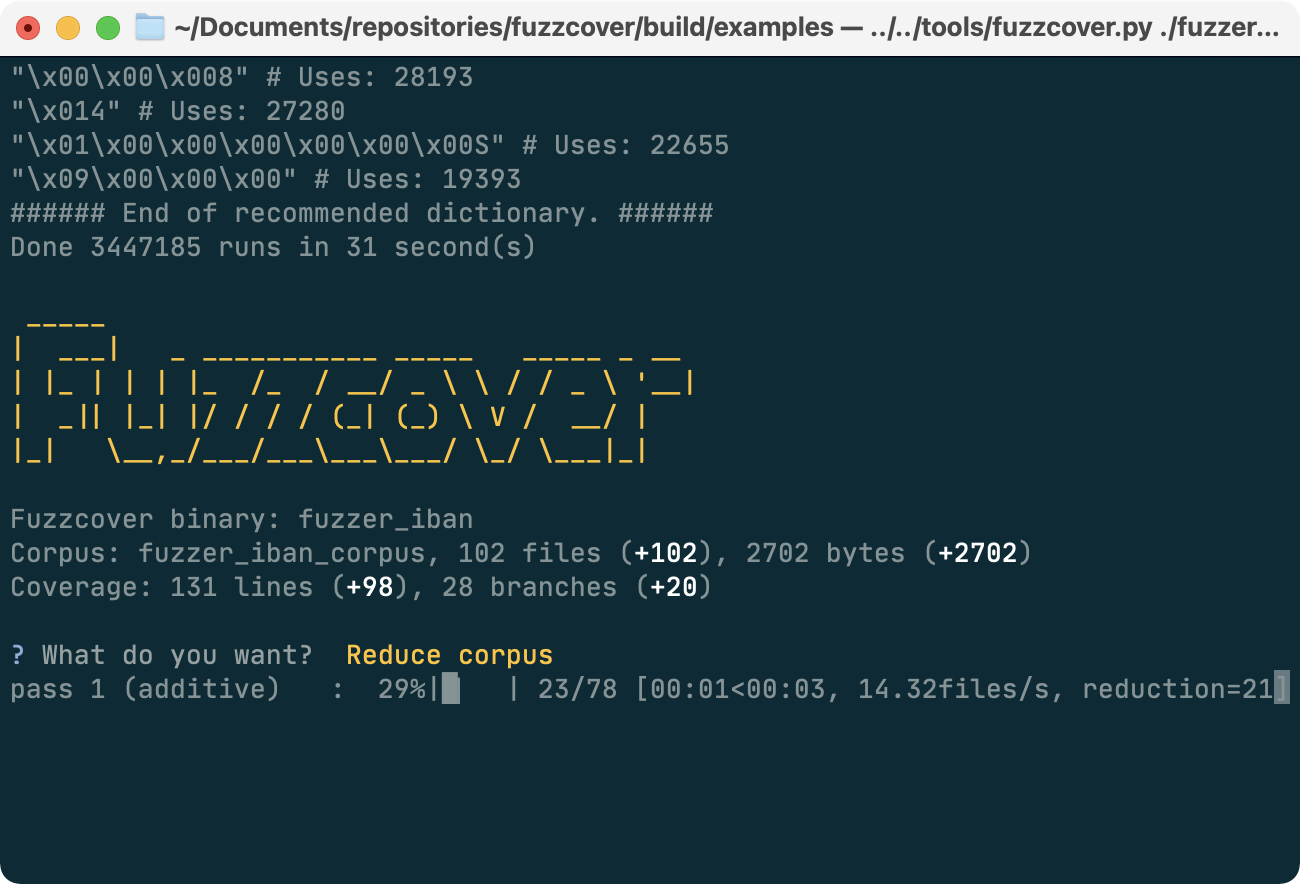 ~/Documents/repositories/fuzzcover/build/examples — ../../tools/fuzzcover.py ./fuzzer...
"\x00\x00\x008" # Uses: 28193
"\x014" # Uses: 27280
"\x01\x00\x00\x00\x00\x00\x00S" # Uses: 22655
"\x09\x00\x00\x00" # Uses: 19393
###### End of recommended dictionary. ######
Done 3447185 runs in 31 second(s)
Fuzzcover
Fuzzcover binary: fuzzer_iban
Corpus: fuzzer_iban_corpus, 102 files (+102), 2702 bytes (+2702)
Coverage: 131 lines (+98), 28 branches (+20)
? What do you want?  Reduce corpus
pass 1 (additive)   :  29%|█   | 23/78 [00:01<00:03, 14.32files/s, reduction=21]